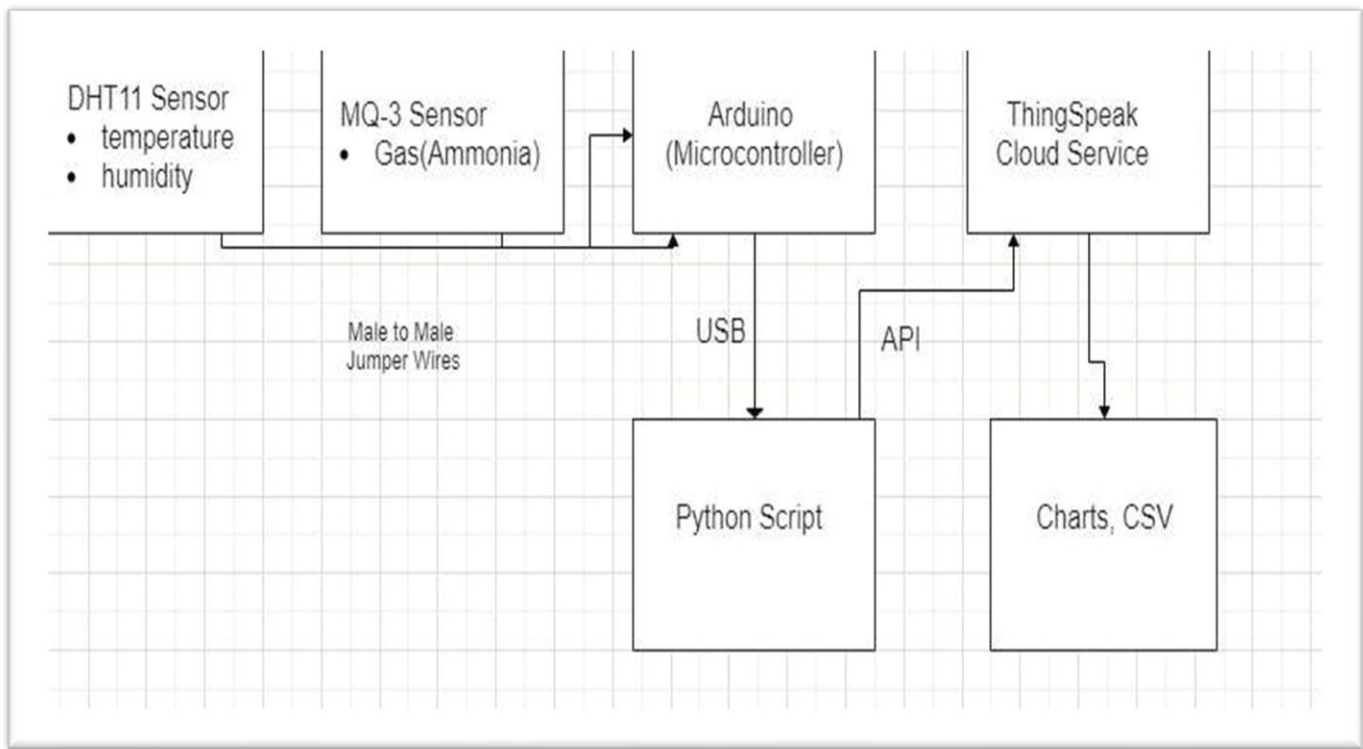 DHT11 Sensor
• temperature
• humidity
MQ-3 Sensor
• Gas(Ammonia)
Arduino
(Microcontroller)
ThingSpeak
Cloud Service
Male to Male
Jumper Wires
USB
API
Python Script
Charts, CSV